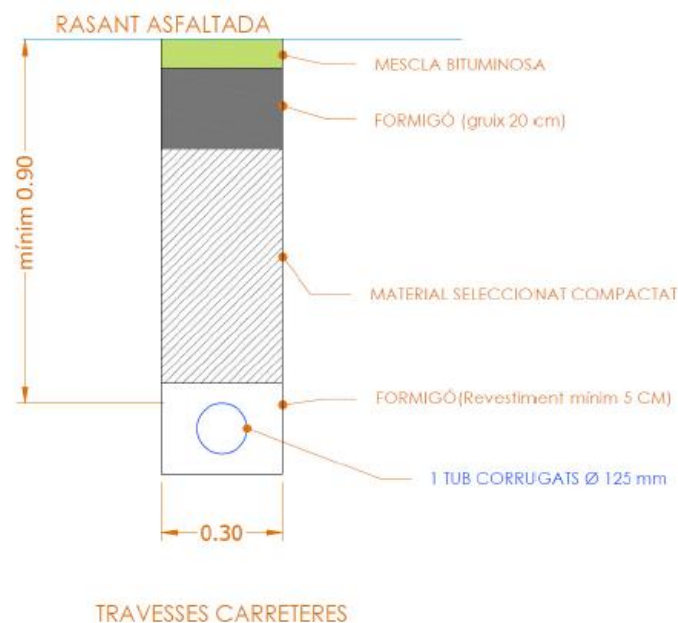 RASANT ASFALTADA
MESCLA BITUMINOSA
FORMIGÓ (gruix 20 cm)
mínim 0.90
MATERIAL SELECCIONAT COMPACTAT
FORMIGÓ(Revestiment mínim 5 CM)
1 TUB CORRUGATS Ø 125 mm
0.30
TRAVESSES CARRETERES